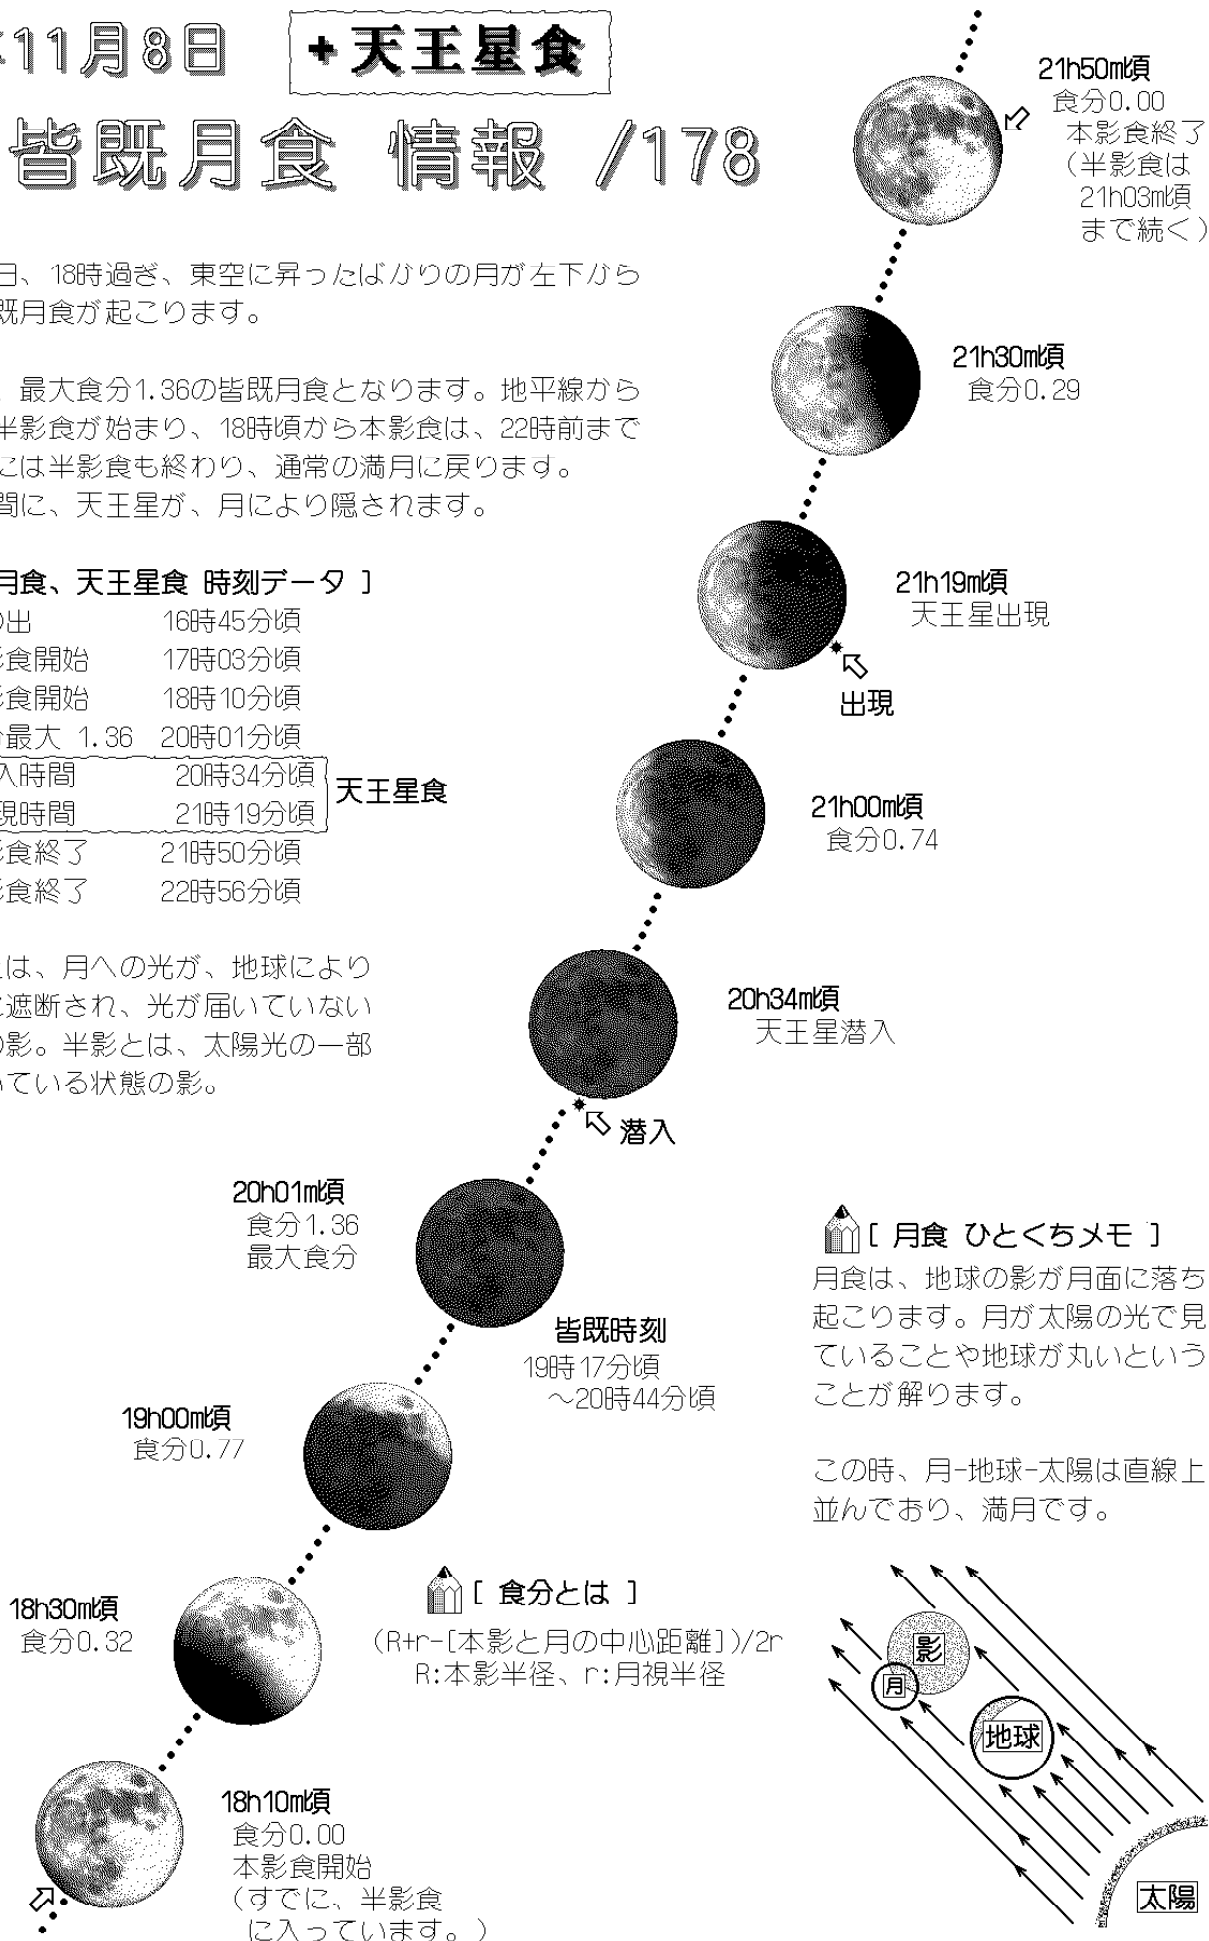 11月8日
+天王星食
皆既月食 情報 /178
日、18時過ぎ、東空に昇ったばかりの月が左下から
既月食が起こります。
最大食分1.36の皆既月食となります。地平線から
半影食が始まり、18時頃から本影食は、22時前まで
には半影食も終わり、通常の満月に戻ります。
間に、天王星が、月により隠されます。
月食、天王星食 時刻データ ]
の出 16時45分頃
影食開始 17時03分頃
影食開始 18時10分頃
分最大 1.36 20時01分頃
入時間 20時34分頃
現時間 21時19分頃
天王星食
影食終了 21時50分頃
影食終了 22時56分頃
とは、月への光が、地球により
に遮断され、光が届いていない
の影。半影とは、太陽光の一部
いている状態の影。
21h50m頃
食分0.00
本影食終了
(半影食は
21h03m頃
まで続く)
21h30m頃
食分0.29
21h19m頃
天王星出現
出現
21h00m頃
食分0.74
20h34m頃
天王星潜入
潜入
20h01m頃
食分1.36
最大食分
皆既時刻
19時17分頃
～20時44分頃
19h00m頃
食分0.77
18h30m頃
食分0.32
18h10m頃
食分0.00
本影食開始
(すでに、半影食
に入っています。)
[ 食分とは ]
(R+r-[本影と月の中心距離])/2r
R:本影半径、r:月視半径
[ 月食 ひとくちメモ ]
月食は、地球の影が月面に落ち
起こります。月が太陽の光で見
ていることや地球が丸いという
ことが解ります。
この時、月-地球-太陽は直線上
並んでおり、満月です。
影
月
地球
太陽